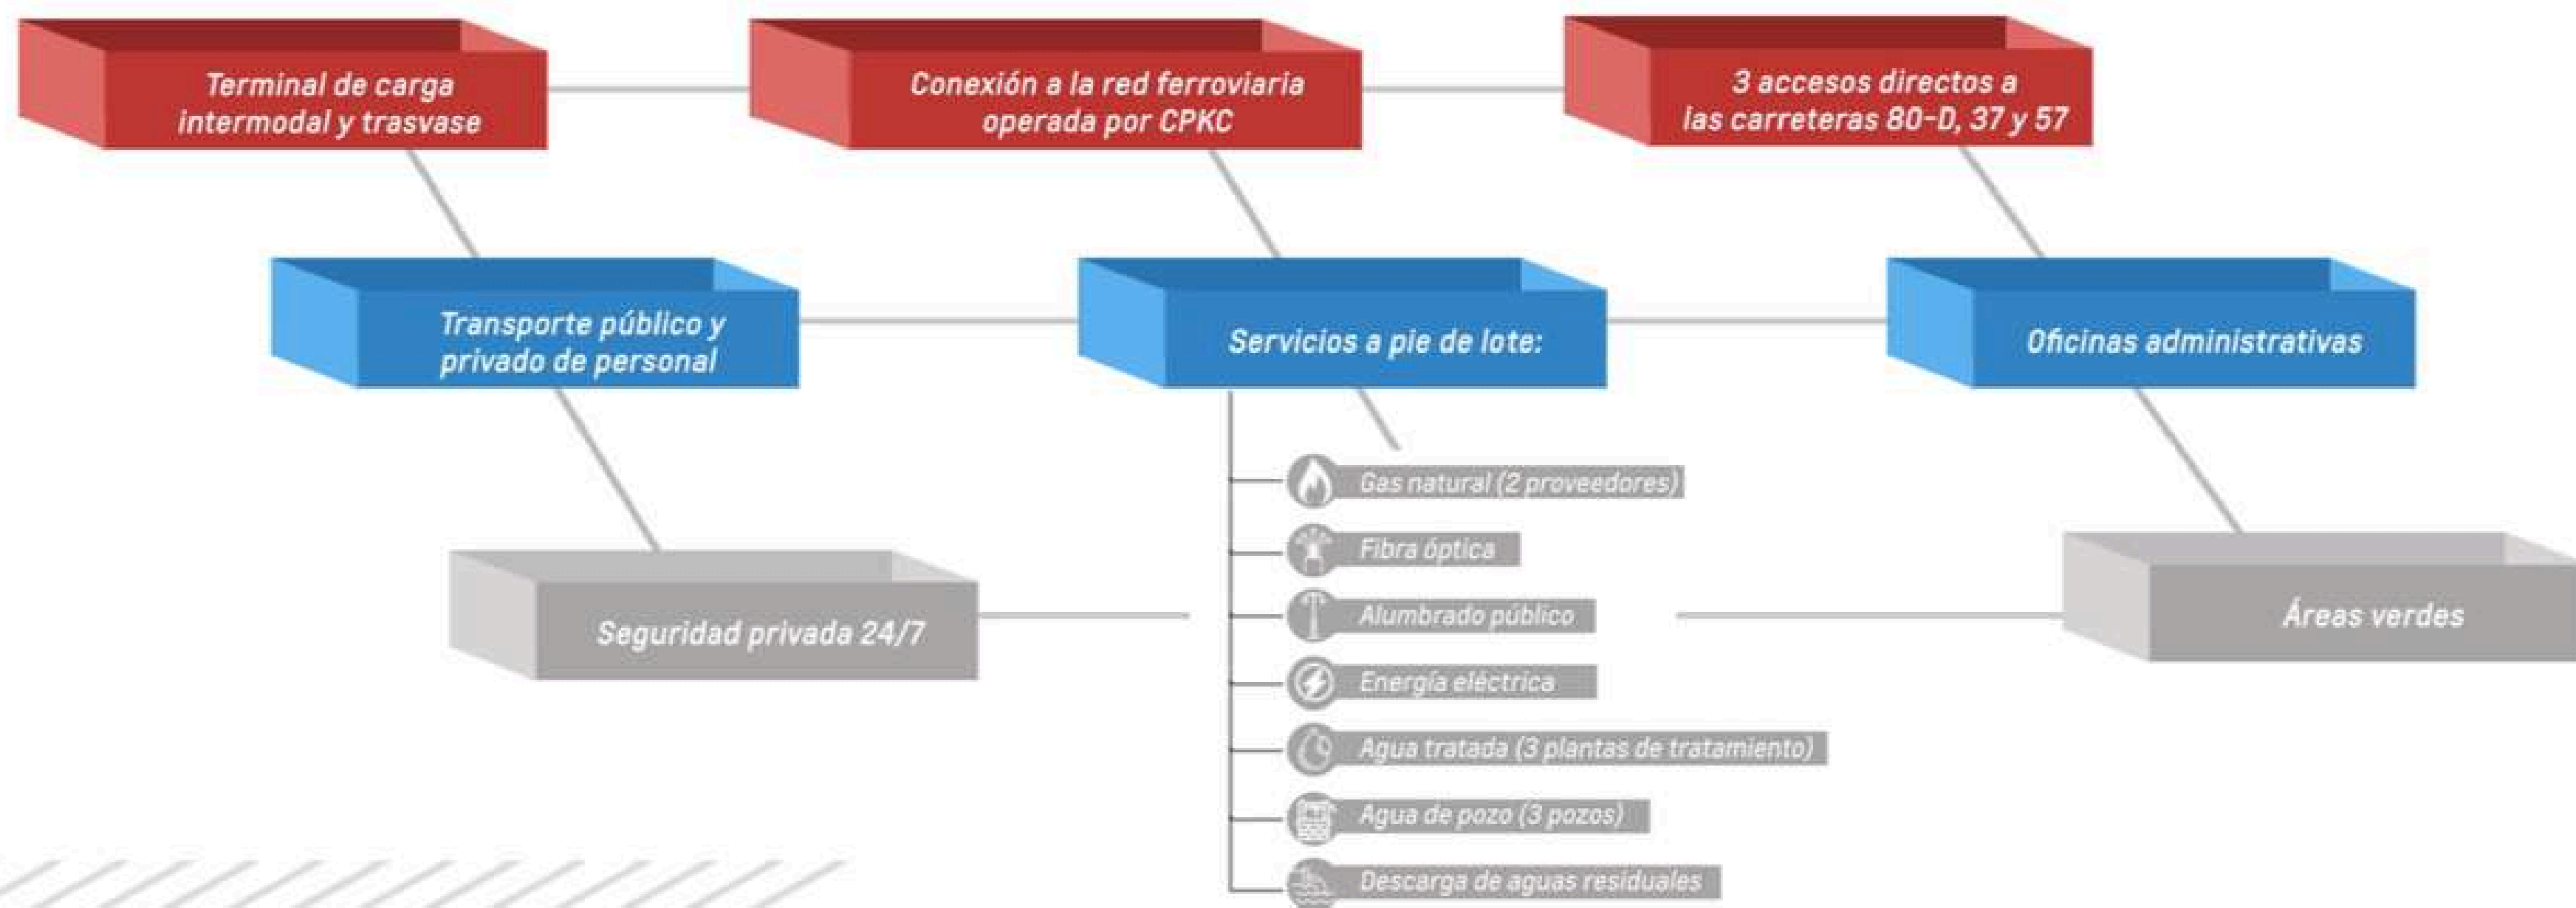 Terminal de carga
intermodal y trasvase
Conexión a la red ferroviaria
operada por CPKC
3 accesos directos a
las carreteras 80-D, 37 y 57
Transporte público y
privado de personal
Servicios a pie de lote:
Oficinas administrativas
Gas natural (2 proveedores)
Fibra óptica
Alumbrado público
Energía eléctrica
Agua tratada (3 plantas de tratamiento)
Agua de pozo (3 pozos)
Descarga de aguas residuales
Seguridad privada 24/7
Áreas verdes